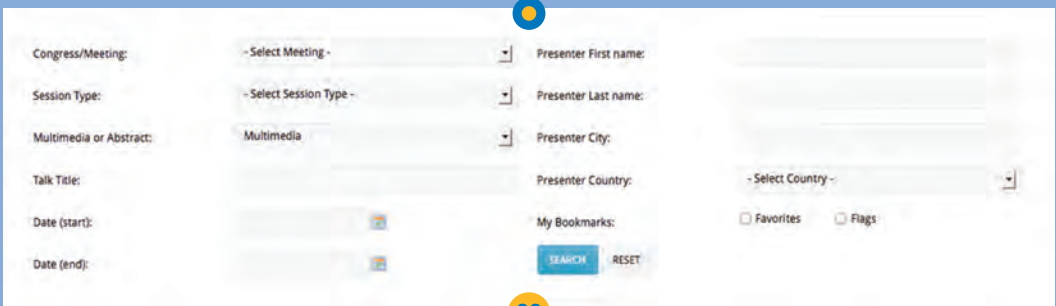 Congress/Meeting:
- Select Meeting -
Session Type:
- Select Session Type -
Multimedia or Abstract:
Multimedia
Talk Title:
Date (start):
Date (end):
Presenter First name:
Presenter Last name:
Presenter City:
Presenter Country:
- Select Country -
My Bookmarks:
Favorites
Flags
SEARCH
RESET